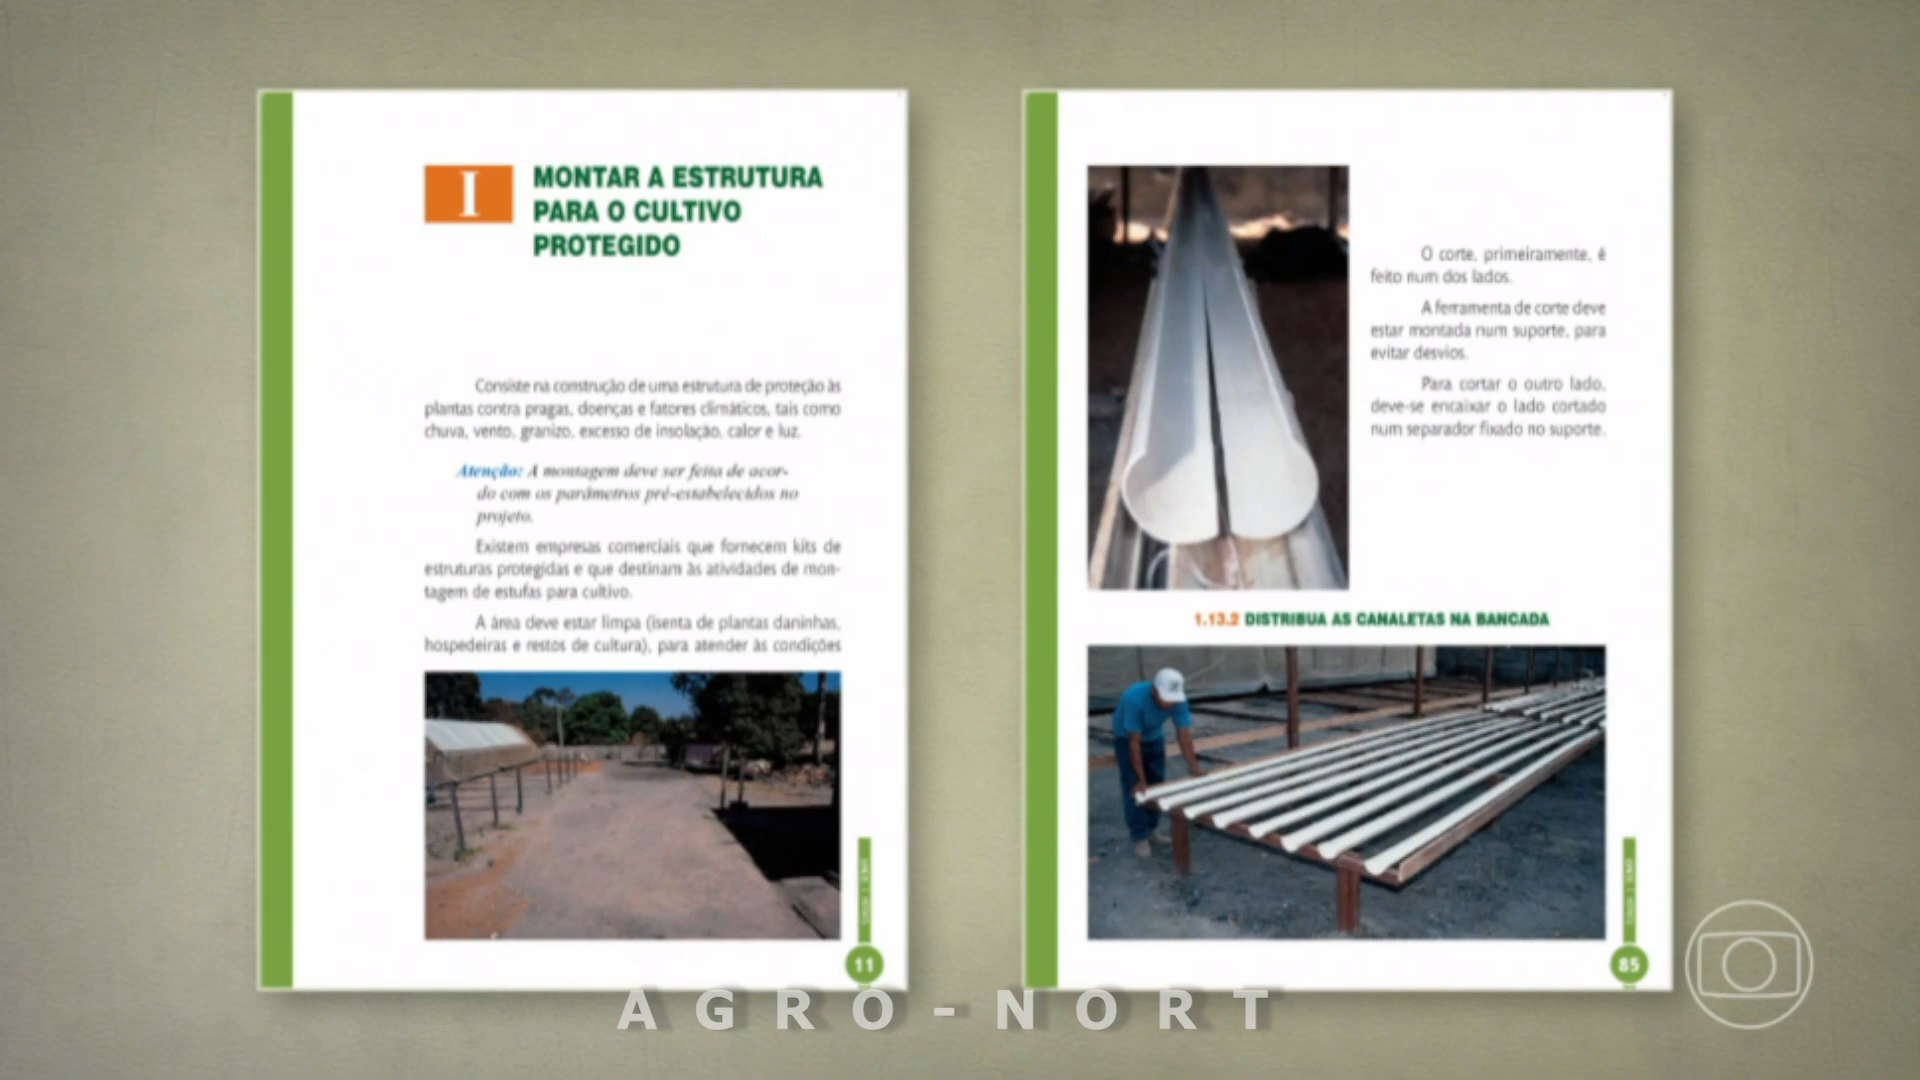 I
MONTAR A ESTRUTURA
PARA O CULTIVO
PROTEGIDO
Consiste na construção de uma estrutura de proteção às
plantas contra pragas, doenças e fatores climáticos, tais como
chuva, vento, granizo, excesso de insolação, calor e luz.
Atenção: A montagem deve ser feita de acor-
do com os parâmetros pré-estabelecidos no
projeto.
Existem empresas comerciais que fornecem kits de
estruturas protegidas e que destinam às atividades de mon-
tagem de estufas para cultivo.
A área deve estar limpa (isenta de plantas daninhas,
hospedeiras e restos de cultura), para atender às condições
11
O corte, primeiramente, é
feito num dos lados.
A ferramenta de corte deve
estar montada num suporte, para
evitar desvios.
Para cortar o outro lado,
deve-se encaixar o lado cortado
num separador fixado no suporte.
1.13.2 DISTRIBUA AS CANALETAS NA BANCADA
85
AGRO-NORT